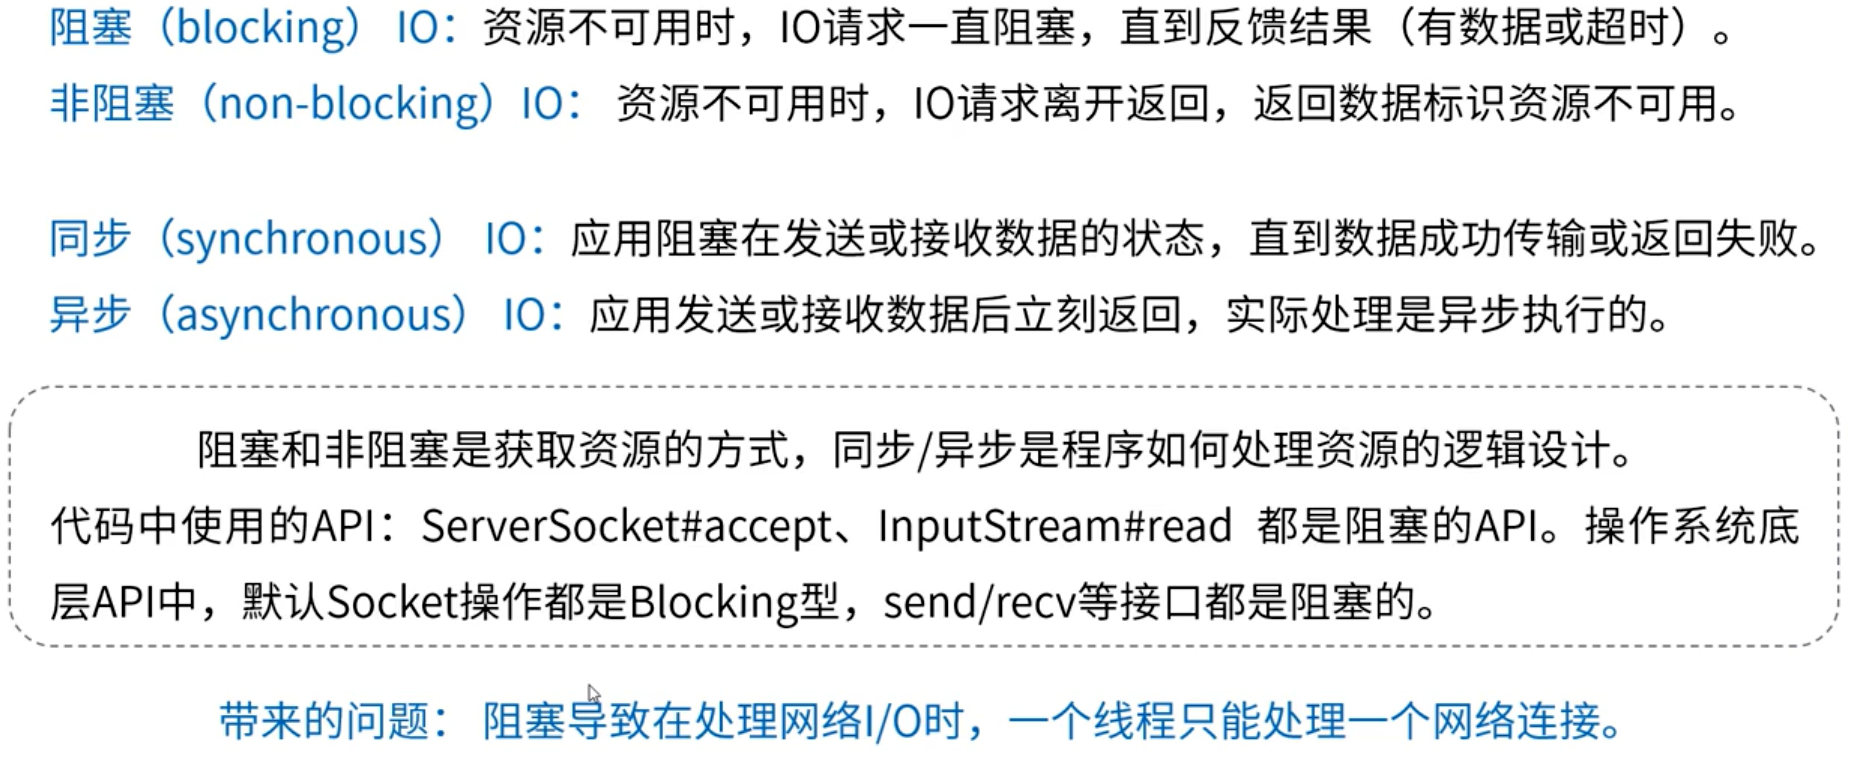 阻塞（blocking） IO：资源不可用时，IO请求一直阻塞，直到反馈结果（有数据或超时）。
非阻塞（non-blocking）IO： 资源不可用时，IO请求离开返回，返回数据标识资源不可用。
同步（synchronous） IO：应用阻塞在发送或接收数据的状态，直到数据成功传输或返回失败。
异步（asynchronous） IO：应用发送或接收数据后立刻返回，实际处理是异步执行的。
阻塞和非阻塞是获取资源的方式，同步/异步是程序如何处理资源的逻辑设计。
代码中使用的API：ServerSocket#accept、InputStream#read 都是阻塞的API。操作系统底
层API中，默认Socket操作都是Blocking型，send/recv等接口都是阻塞的。
带来的问题： 阻塞导致在处理网络I/O时，一个线程只能处理一个网络连接。